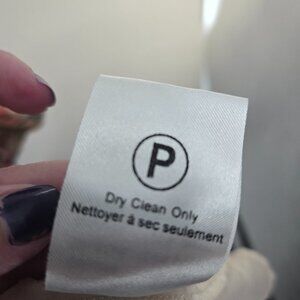 P
Dry Clean Only
Nettoyer à sec seulement